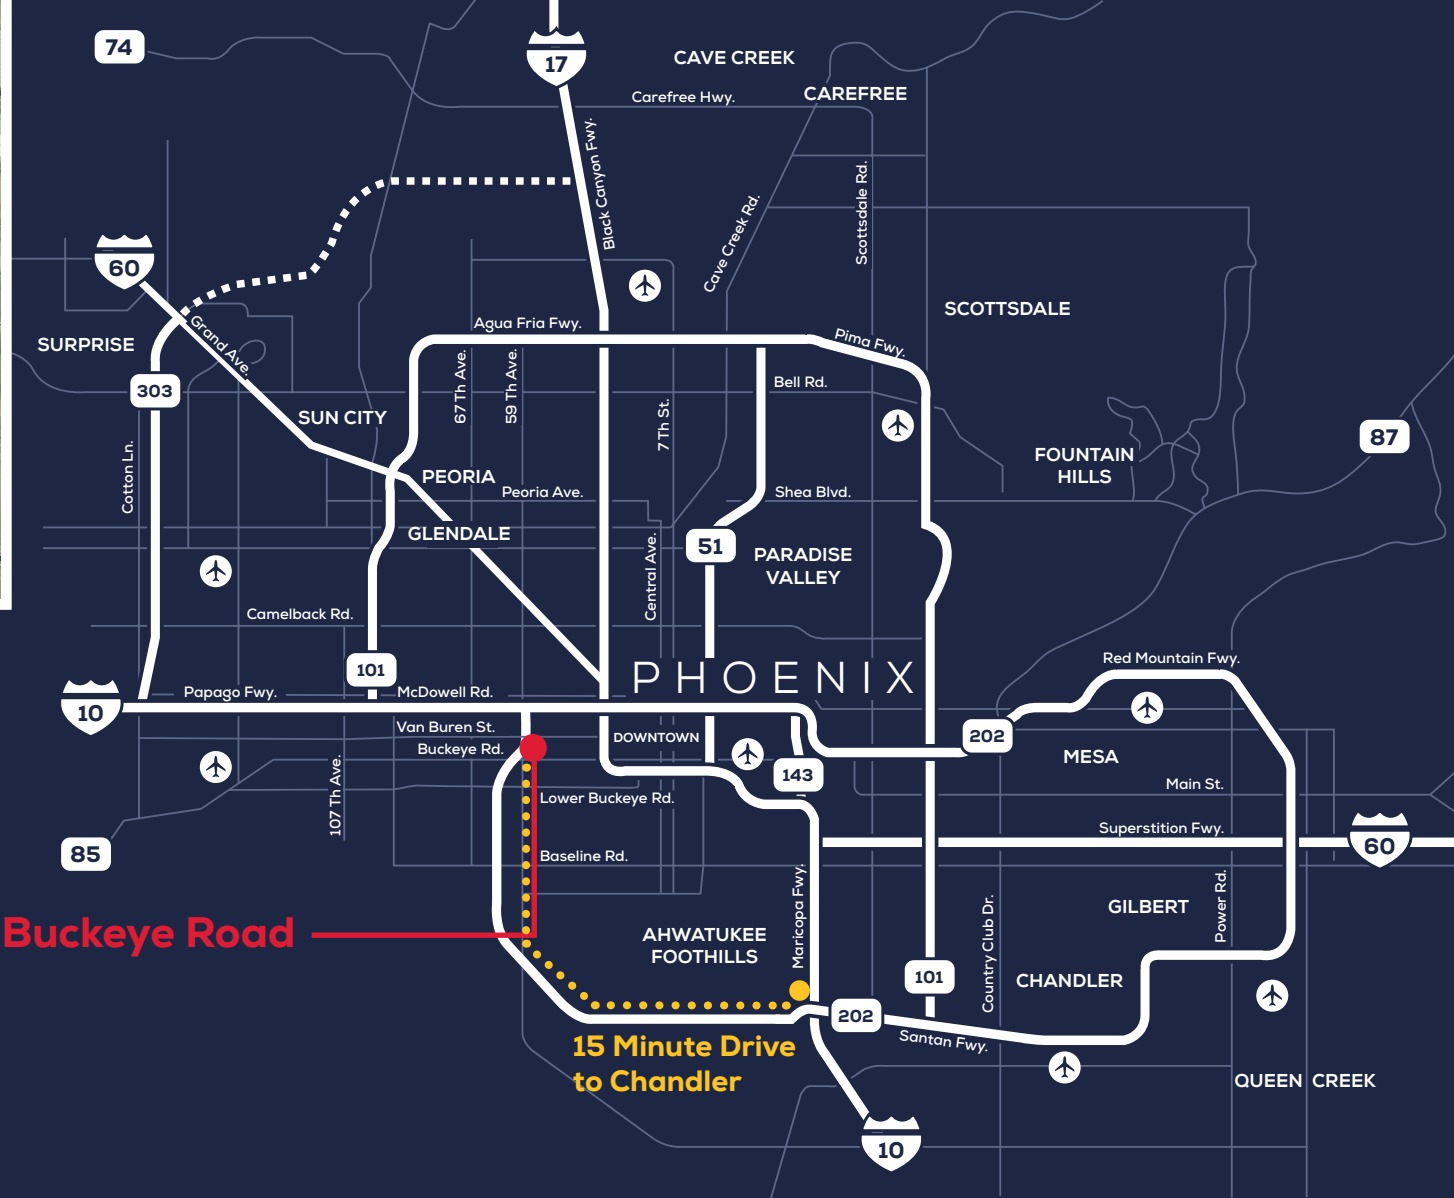 74
17
CAVE CREEK
CAREFREE
Carefree Hwy.
Black Canyon Fwy.
Scottsdale Rd.
Cave Creek Rd.
60
SCOTTSDALE
SURPRISE
Grand Ave.
Agua Fria Fwy.
Pima Fwy.
303
67 Th Ave.
59 Th Ave.
Bell Rd.
SUN CITY
7 Th St.
87
Cotton Ln.
FOUNTAIN
HILLS
PEORIA
Peoria Ave.
Shea Blvd.
GLENDALE
51
PARADISE
VALLEY
Central Ave.
Camelback Rd.
101
PHOENIX
Red Mountain Fwy.
10
Papago Fwy.
McDowell Rd.
Van Buren St.
Buckeye Rd.
DOWNTOWN
202
MESA
143
107 Th Ave.
Lower Buckeye Rd.
Main St.
85
Baseline Rd.
Superstition Fwy.
60
Maricopa Fwy.
Power Rd.
GILBERT
Buckeye Road
AHWATUKEE
FOOTHILLS
Country Club Dr.
101
CHANDLER
202
Santan Fwy.
15 Minute Drive
to Chandler
QUEEN CREEK
10